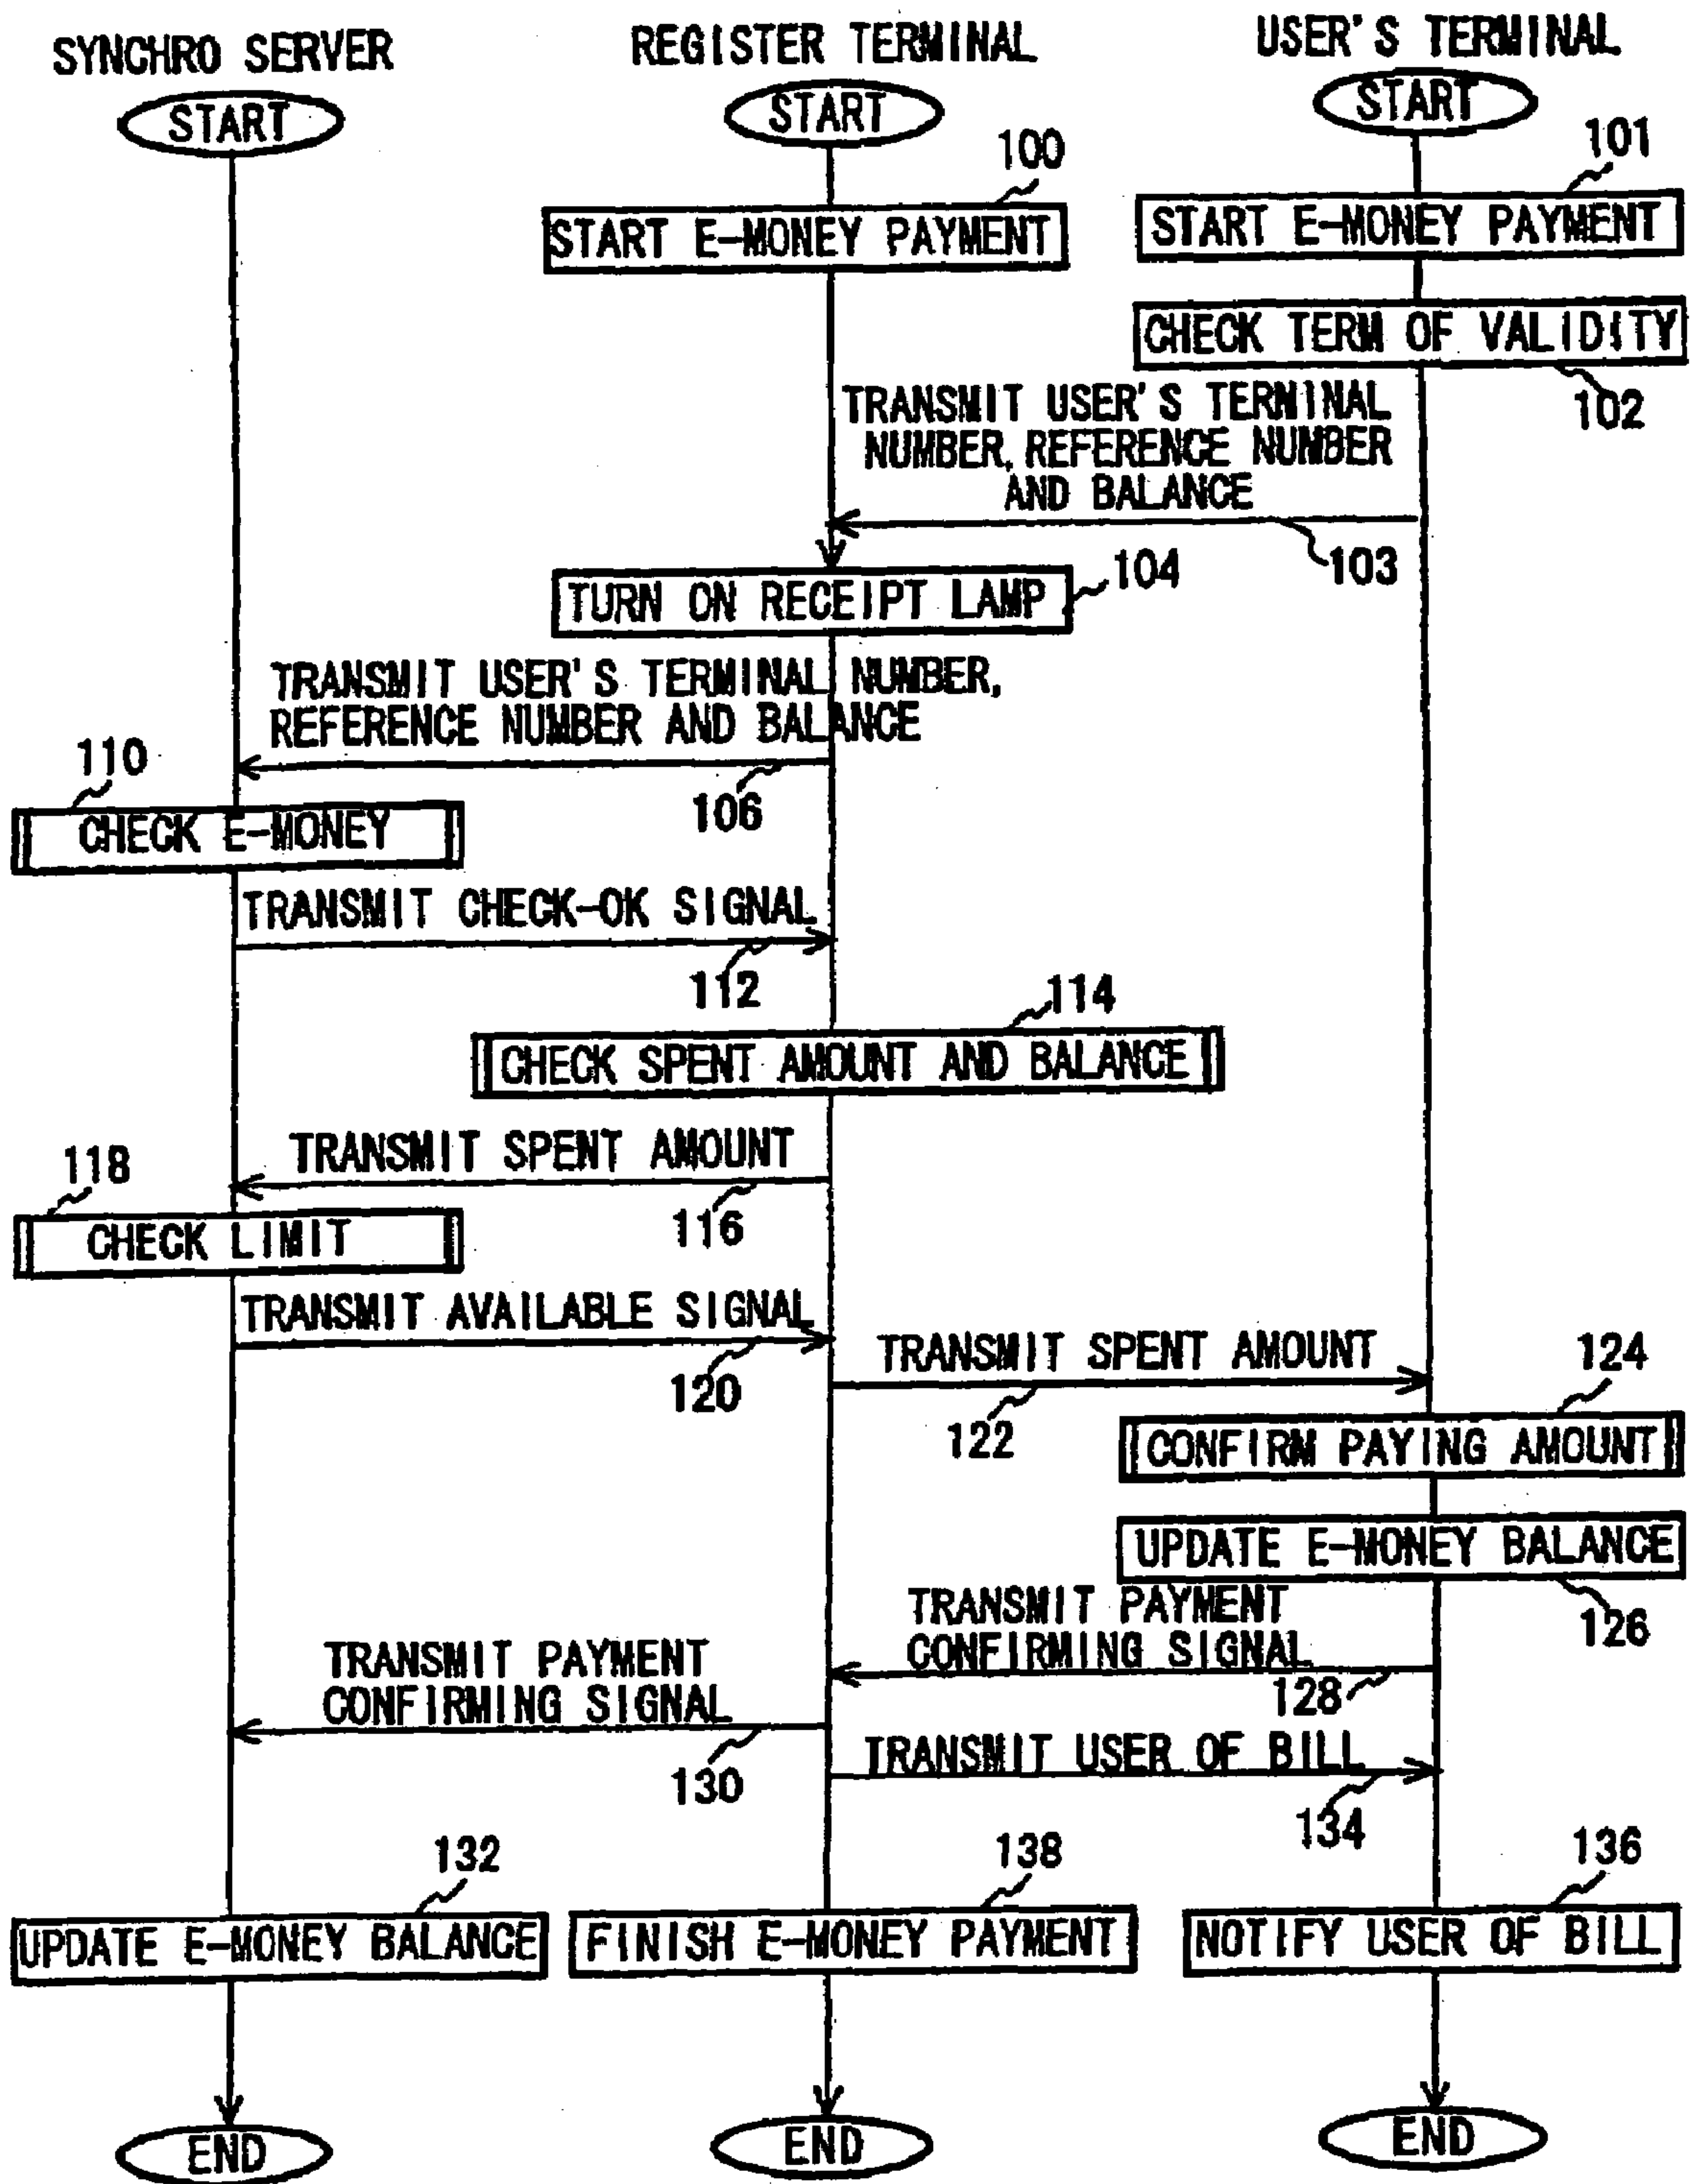 SYNCHRO SERVER
REGISTER TERMINAL
USER'S TERMINAL
START
START
START
100
101
START E-MONEY PAYMENT
START E-MONEY PAYMENT
CHECK TERM OF VALIDITY
102
TRANSMIT USER'S TERMINAL
NUMBER, REFERENCE NUMBER
AND BALANCE
103
104
TURN ON RECEIPT LAMP
TRANSMIT USER'S TERMINAL NUMBER,
REFERENCE NUMBER AND BALANCE
106
110
CHECK E-MONEY
TRANSMIT CHECK-OK SIGNAL
112
114
CHECK SPENT AMOUNT AND BALANCE
TRANSMIT SPENT AMOUNT
116
118
CHECK LIMIT
TRANSMIT AVAILABLE SIGNAL
120
TRANSMIT SPENT AMOUNT
122
124
CONFIRM PAYING AMOUNT
UPDATE E-MONEY BALANCE
126
TRANSMIT PAYMENT
CONFIRMING SIGNAL
128
TRANSMIT PAYMENT
CONFIRMING SIGNAL
130
TRANSMIT USER OF BILL
134
132
138
136
UPDATE E-MONEY BALANCE
FINISH E-MONEY PAYMENT
NOTIFY USER OF BILL
END
END
END